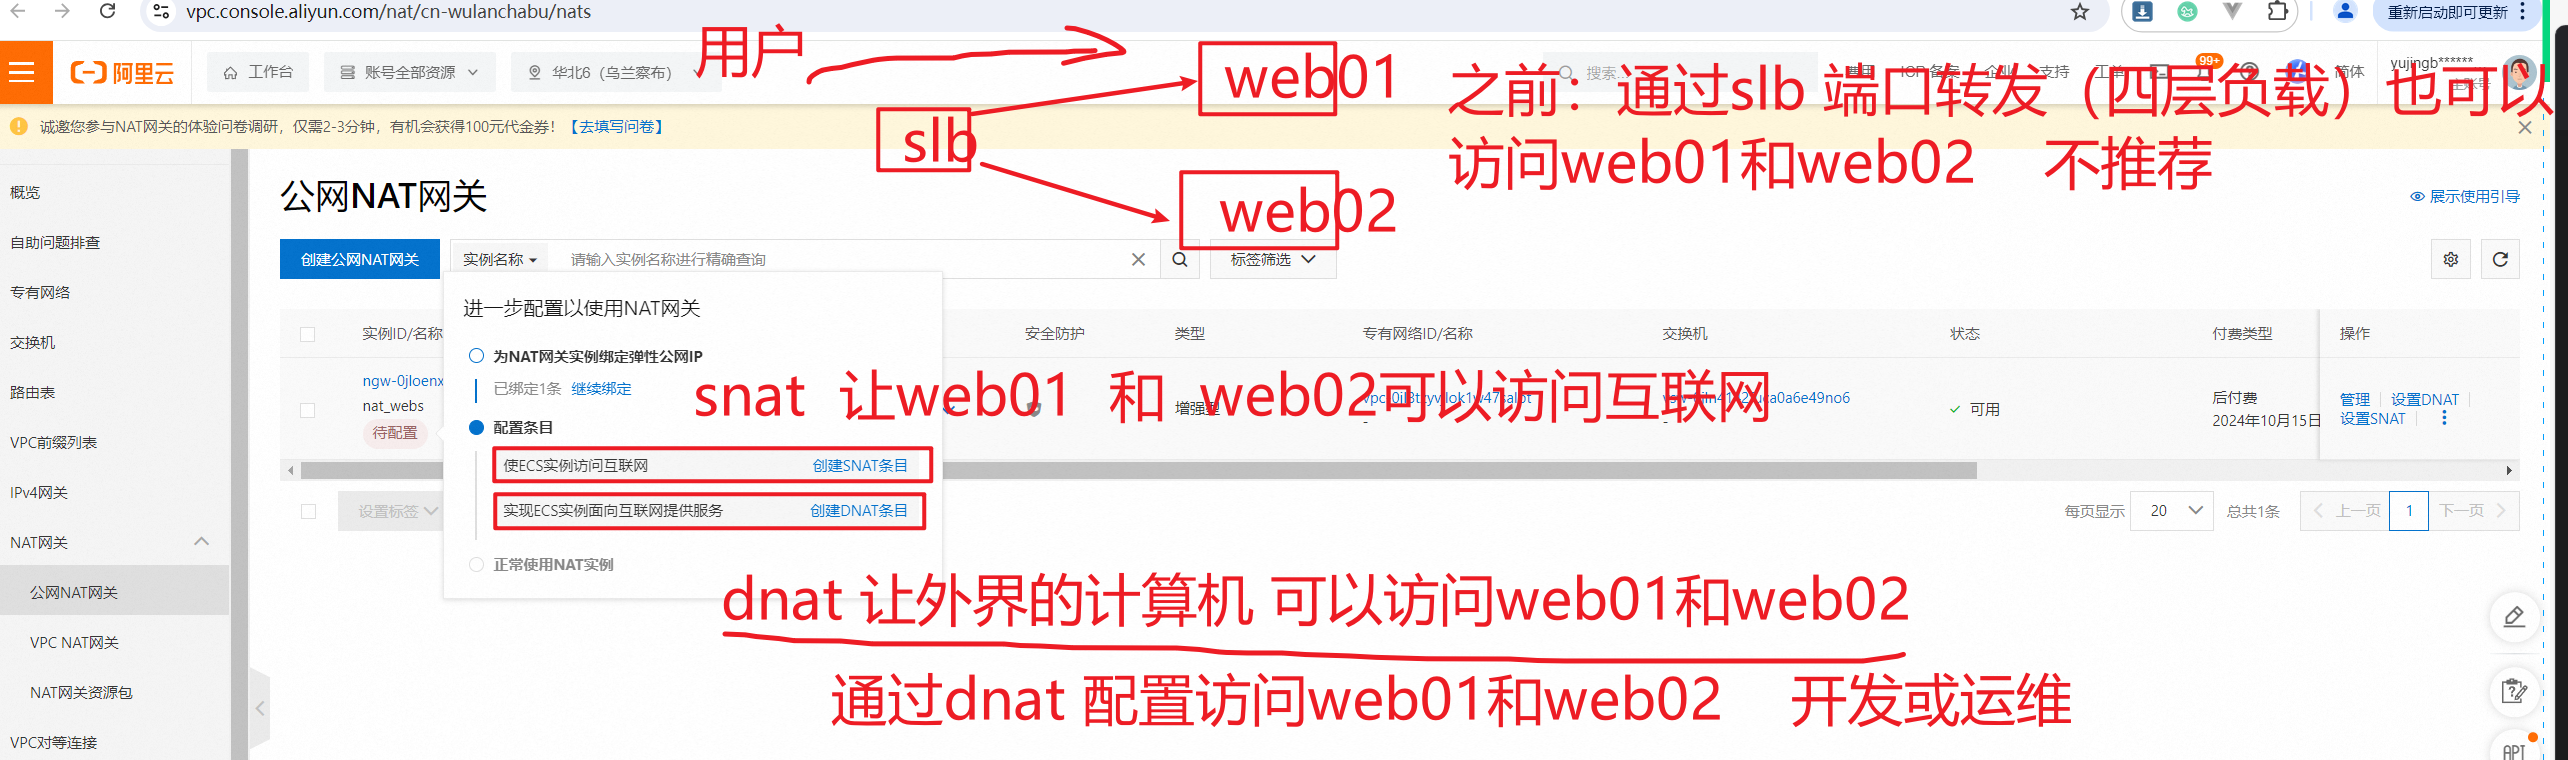 vpc.console.aliyun.com/nat/cn-wulanchabu/nats
重新启动即可更新
阿里云
工作台
账号全部资源
华北6（乌兰察布）
用户
搜索...
费用
ICP 备案
企业
支持
工单
99+
简体
yujingb******
主账号
web01
slb
web02
之前：通过slb 端口转发（四层负载）也可以
访问web01和web02 不推荐
诚邀您参与NAT网关的体验问卷调研，仅需2-3分钟，有机会获得100元代金券！【去填写问卷】
概览
自助问题排查
专有网络
交换机
路由表
VPC前缀列表
IPv4网关
NAT网关
公网NAT网关
VPC NAT网关
NAT网关资源包
VPC对等连接
公网NAT网关
展示使用引导
创建公网NAT网关
实例名称
请输入实例名称进行精确查询
标签筛选
实例ID/名称
安全防护
类型
专有网络ID/名称
交换机
状态
付费类型
操作
ngw-0jloenx
nat_webs
待配置
增强型
可用
后付费
2024年10月15日
管理
设置DNAT
设置SNAT
进一步配置以使用NAT网关
为NAT网关实例绑定弹性公网IP
已绑定1条 继续绑定
配置条目
使ECS实例访问互联网 创建SNAT条目
实现ECS实例面向互联网提供服务 创建DNAT条目
正常使用NAT实例
snat 让web01 和 web02可以访问互联网
设置标签
每页显示
20
总共1条
上一页
1
下一页
dnat 让外界的计算机 可以访问web01和web02
通过dnat 配置访问web01和web02 开发或运维
API